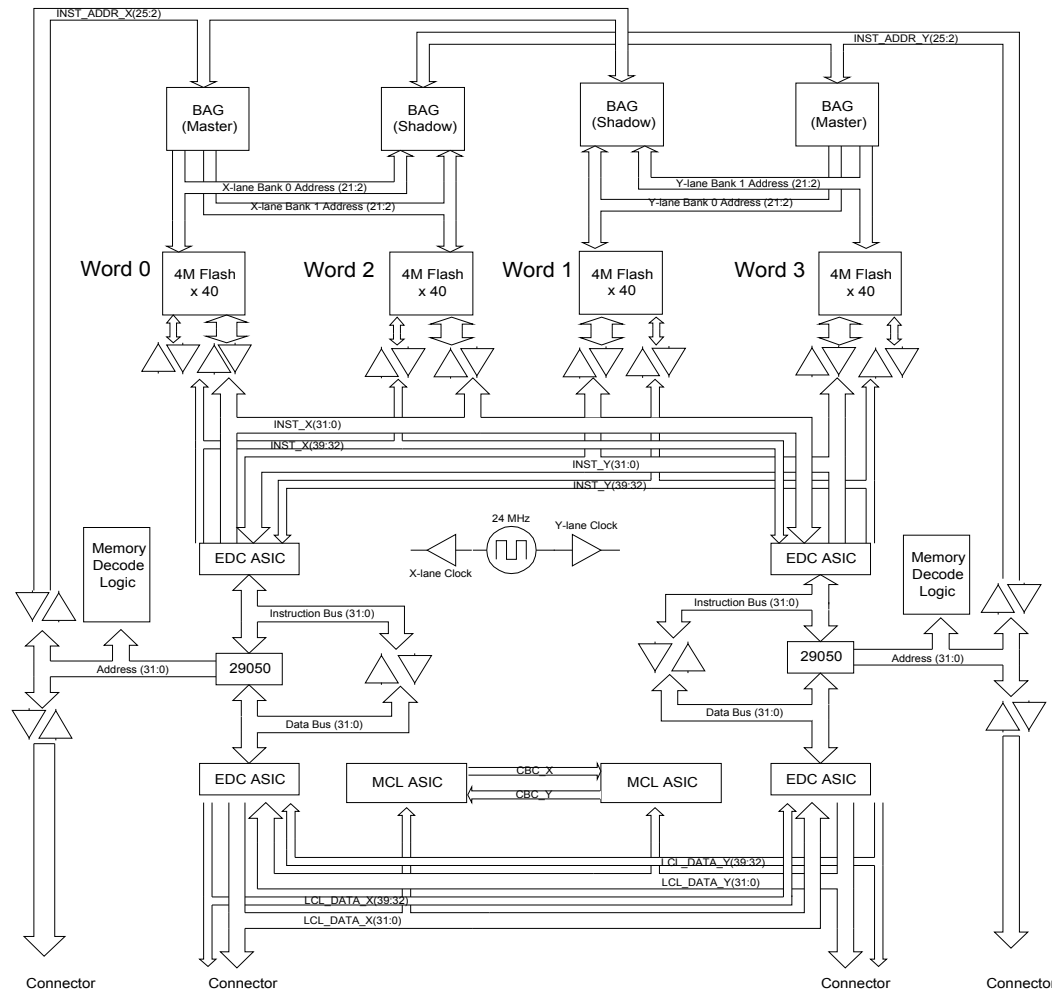 INST_ADDR_X(25:2)
INST_ADDR_Y(25:2)
BAG
(Master)
BAG
(Shadow)
BAG
(Shadow)
BAG
(Master)
X-lane Bank 0 Address (21:2)
Y-lane Bank 1 Address (21:2)
X-lane Bank 1 Address (21:2)
Y-lane Bank 0 Address (21:2)
Word 0
4M Flash
x 40
Word 2
4M Flash
x 40
Word 1
4M Flash
x 40
Word 3
4M Flash
x 40
INST_X(31:0)
INST_X(39:32)
INST_Y(31:0)
INST_Y(39:32)
24 MHz
Y-lane Clock
X-lane Clock
Memory
Decode
Logic
EDC ASIC
EDC ASIC
Memory
Decode
Logic
Instruction Bus (31:0)
Instruction Bus (31:0)
Address (31:0)
29050
29050
Address (31:0)
Data Bus (31:0)
Data Bus (31:0)
EDC ASIC
MCL ASIC
CBC_X
CBC_Y
MCL ASIC
EDC ASIC
LCL_DATA_Y(39:32)
LCL_DATA_Y(31:0)
LCL_DATA_X(39:32)
LCL_DATA_X(31:0)
Connector
Connector
Connector
Connector